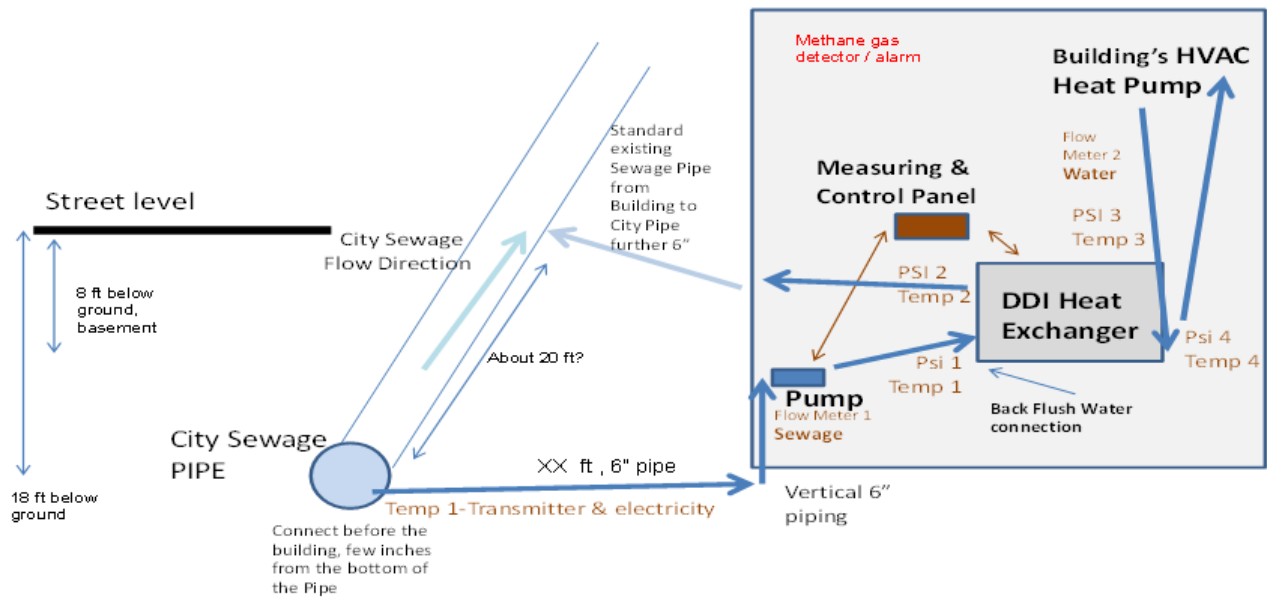 Methane gas
detector / alarm
Building's HVAC
Heat Pump
Standard
existing
Sewage Pipe
from
Building to
City Pipe
further 6"
Flow
Meter 2
Water
Measuring &
Control Panel
Street level
City Sewage
Flow Direction
PSI 3
Temp 3
PSI 2
Temp 2
DDI Heat
Exchanger
8 ft below
ground,
basement
About 20 ft?
Psi 1
Temp 1
Psi 4
Temp 4
Pump
Flow Meter 1
Sewage
Back Flush Water
connection
City Sewage
PIPE
XX ft , 6" pipe
18 ft below
ground
Temp 1-Transmitter & electricity
Vertical 6"
piping
Connect before the
building, few inches
from the bottom of
the Pipe